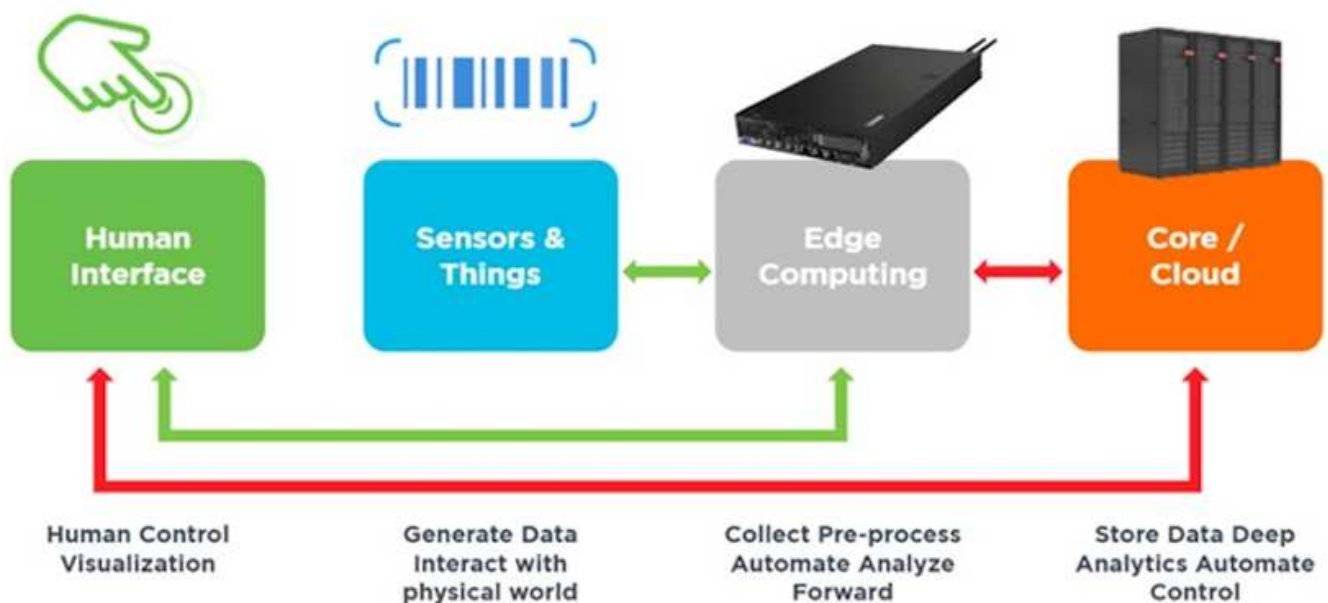 Human
Interface
Sensors &
Things
Edge
Computing
Core /
Cloud
Human Control
Visualization
Generate Data
Interact with
physical world
Collect Pre-process
Automate Analyze
Forward
Store Data Deep
Analytics Automate
Control